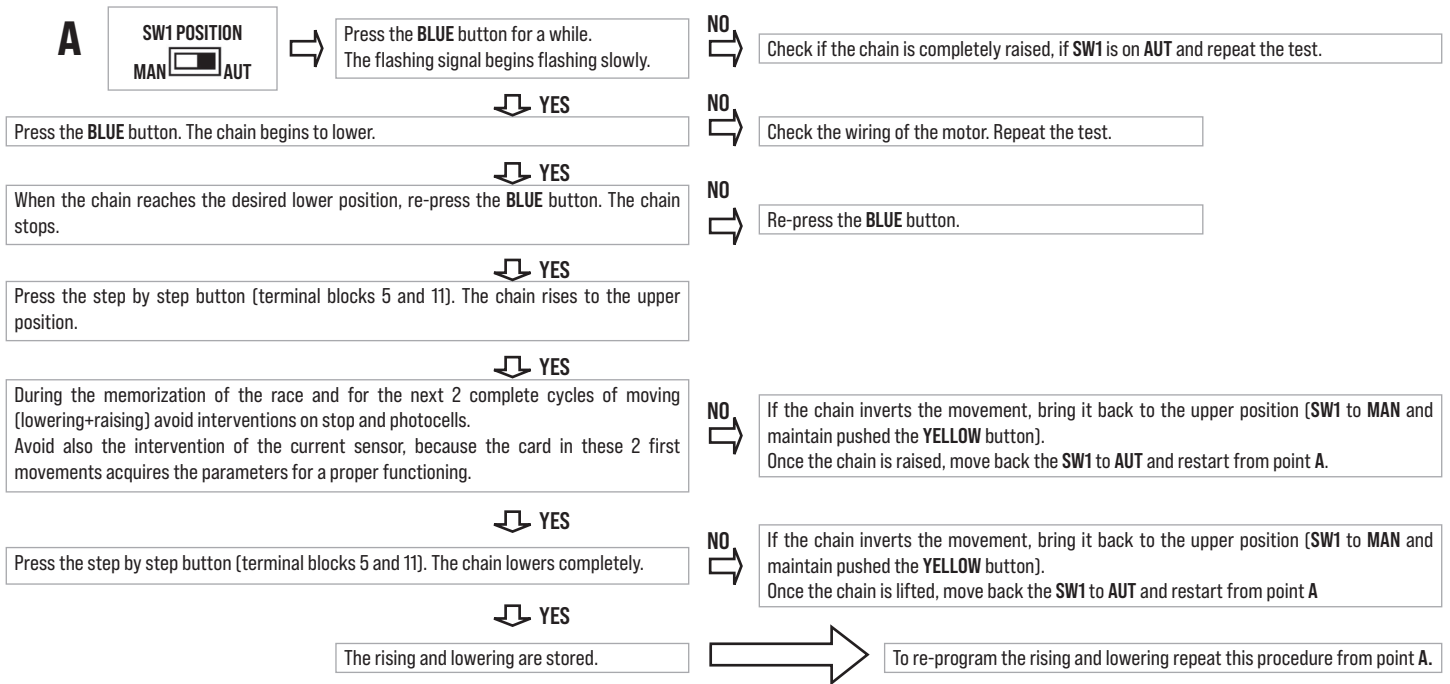 A
SW1 POSITION
MAN AUT
Press the BLUE button for a while.
The flashing signal begins flashing slowly.
NO
Check if the chain is completely raised, if SW1 is on AUT and repeat the test.
YES
Press the BLUE button. The chain begins to lower.
NO
Check the wiring of the motor. Repeat the test.
YES
When the chain reaches the desired lower position, re-press the BLUE button. The chain
stops.
NO
Re-press the BLUE button.
YES
Press the step by step button (terminal blocks 5 and 11). The chain rises to the upper
position.
YES
During the memorization of the race and for the next 2 complete cycles of moving
(lowering+raising) avoid interventions on stop and photocells.
Avoid also the intervention of the current sensor, because the card in these 2 first
movements acquires the parameters for a proper functioning.
NO
If the chain inverts the movement, bring it back to the upper position (SW1 to MAN and
maintain pushed the YELLOW button).
Once the chain is raised, move back the SW1 to AUT and restart from point A.
YES
Press the step by step button (terminal blocks 5 and 11). The chain lowers completely.
NO
If the chain inverts the movement, bring it back to the upper position (SW1 to MAN and
maintain pushed the YELLOW button).
Once the chain is lifted, move back the SW1 to AUT and restart from point A
YES
The rising and lowering are stored.
To re-program the rising and lowering repeat this procedure from point A.